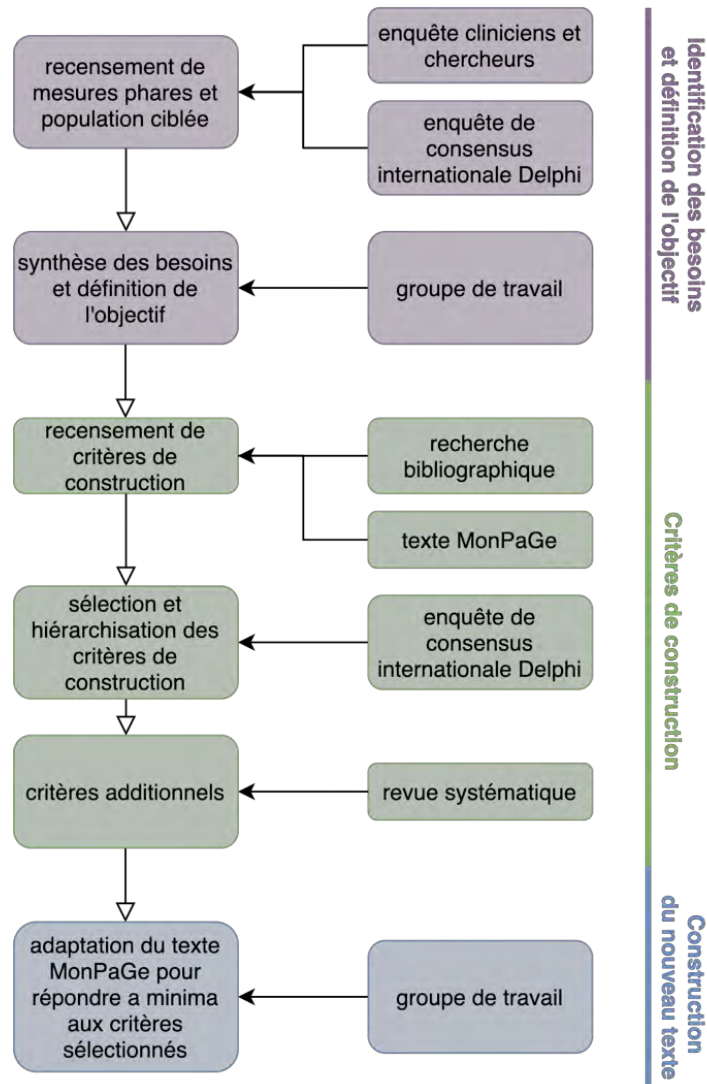 enquête cliniciens et
chercheurs
recensement de
mesures phares et
population ciblée
enquête de
consensus
internationale Delphi
synthèse des besoins
et définition de
l'objectif
groupe de travail
Identification des besoins
et définition de l'objectif
recensement de
critères de
construction
recherche
bibliographique
texte MonPaGe
sélection et
hiérarchisation des
critères de
construction
enquête de
consensus
internationale Delphi
critères additionnels
revue systématique
Critères de construction
adaptation du texte
MonPaGe pour
répondre a minima
aux critères
sélectionnés
groupe de travail
Construction
du nouveau texte